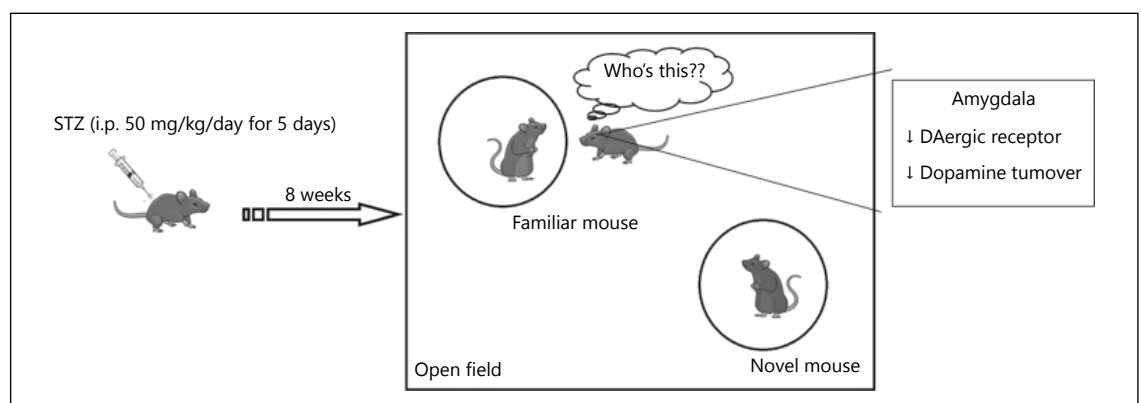 STZ (i.p. 50 mg/kg/day for 5 days)
8 weeks
Who's this??
Familiar mouse
Novel mouse
Open field
Amygdala
↓ DAergic receptor
↓ Dopamine tumover